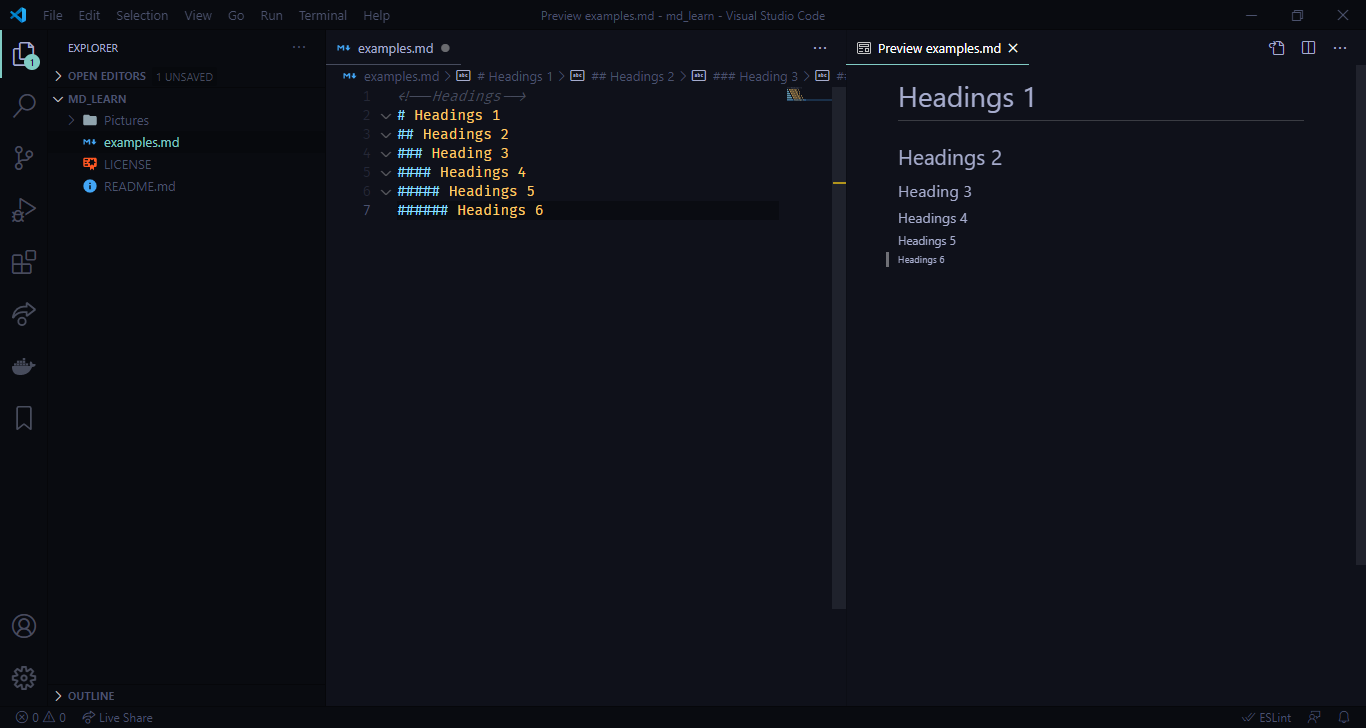 File Edit Selection View Go Run Terminal Help
Preview examples.md - md_learn - Visual Studio Code
1
EXPLORER
OPEN EDITORS 1 UNSAVED
MD_LEARN
Pictures
examples.md
LICENSE
README.md
OUTLINE
examples.md
examples.md > # Headings 1 > ## Headings 2 > ### Heading 3 > ##
1 <!--Headings-->
2 # Headings 1
3 ## Headings 2
4 ### Heading 3
5 #### Headings 4
6 ##### Headings 5
7 ###### Headings 6
Preview examples.md
Headings 1
Headings 2
Heading 3
Headings 4
Headings 5
Headings 6
0 0 Live Share
ESLint